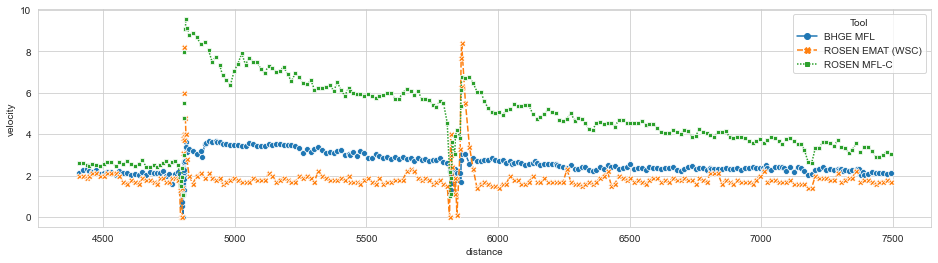 10
8
6
4
2
0
velocity
4500
5000
5500
6000
6500
7000
7500
distance
Tool
BHGE MFL
ROSEN EMAT (WSC)
ROSEN MFL-C